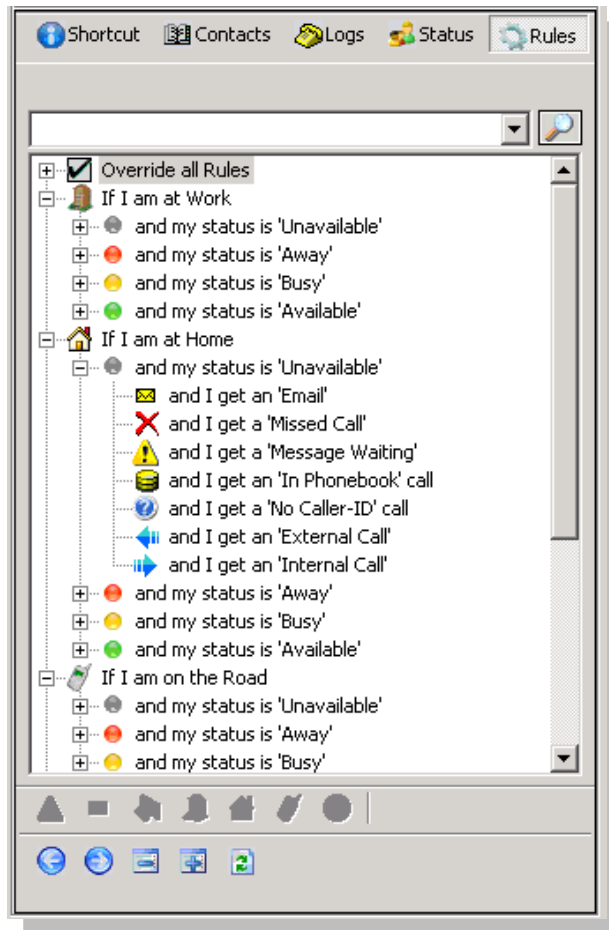 Shortcut Contacts Logs Status Rules
Override all Rules
If I am at Work
and my status is 'Unavailable'
and my status is 'Away'
and my status is 'Busy'
and my status is 'Available'
If I am at Home
and my status is 'Unavailable'
and I get an 'Email'
and I get a 'Missed Call'
and I get a 'Message Waiting'
and I get an 'In Phonebook' call
and I get a 'No Caller-ID' call
and I get an 'External Call'
and I get an 'Internal Call'
and my status is 'Away'
and my status is 'Busy'
and my status is 'Available'
If I am on the Road
and my status is 'Unavailable'
and my status is 'Away'
and my status is 'Busy'